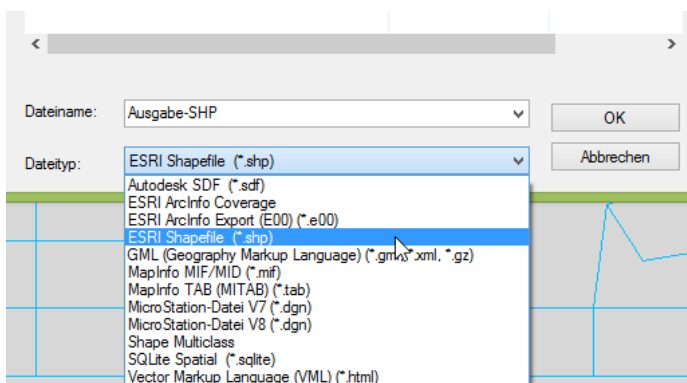 Dateiname:
Ausgabe-SHP
OK
Dateityp:
ESRI Shapefile (*.shp)
Abbrechen
Autodesk SDF (*.sdf)
ESRI ArcInfo Coverage
ESRI ArcInfo Export (E00) (*.e00)
ESRI Shapefile (*.shp)
GML (Geography Markup Language) (*.gml, *.xml, *.gz)
MapInfo MIF/MID (*.mif)
MapInfo TAB (MITAB) (*.tab)
MicroStation-Datei V7 (*.dgn)
MicroStation-Datei V8 (*.dgn)
Shape Multiclass
SQLite Spatial (*.sqlite)
Vector Markup Language (VML) (*.html)